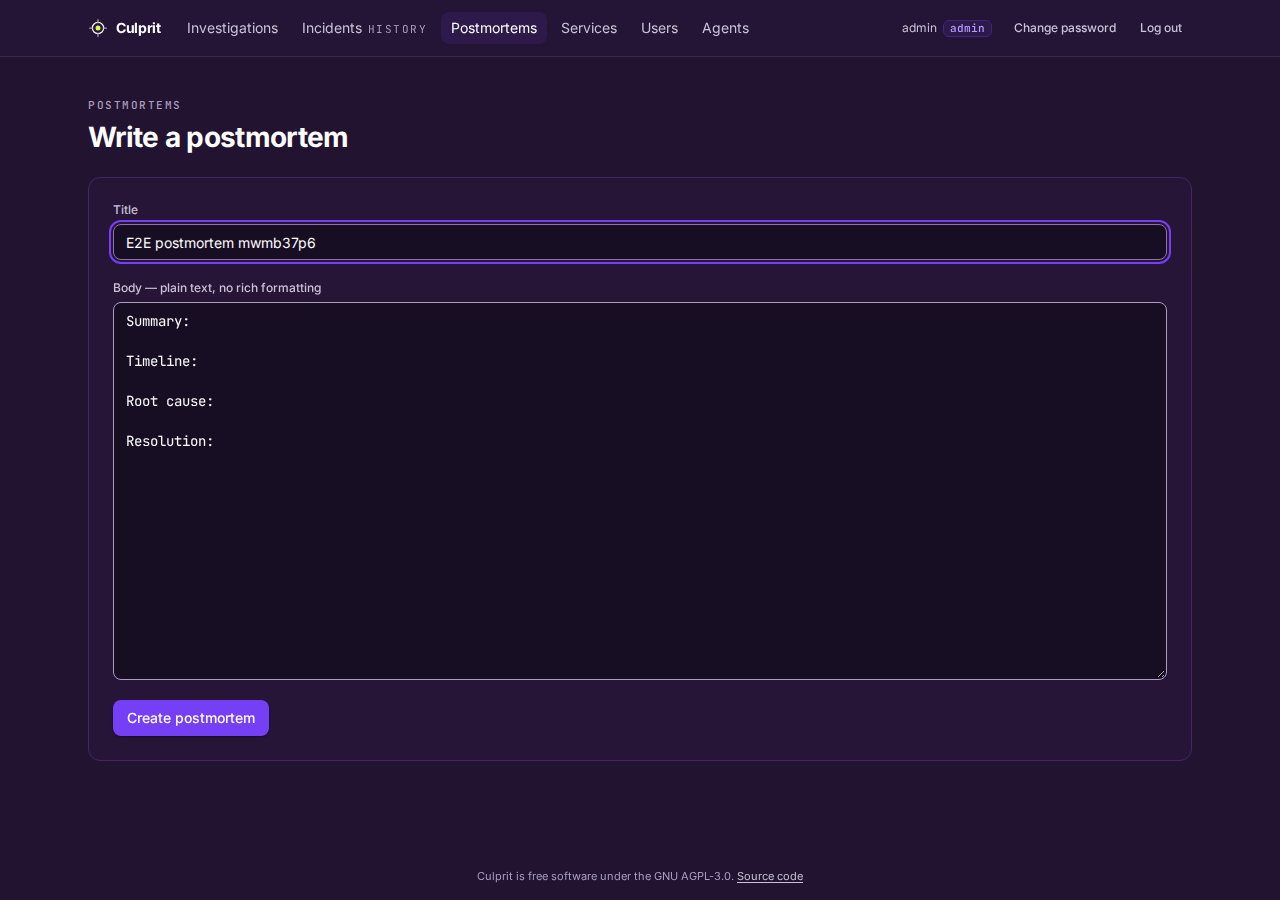 Culprit Investigations Incidents HISTORY Postmortems Services Users Agents admin admin Change password Log out
POSTMORTEMS
Write a postmortem
Title
E2E postmortem mwmb37p6
Body — plain text, no rich formatting
Summary:
Timeline:
Root cause:
Resolution:
Create postmortem
Culprit is free software under the GNU AGPL-3.0. Source code